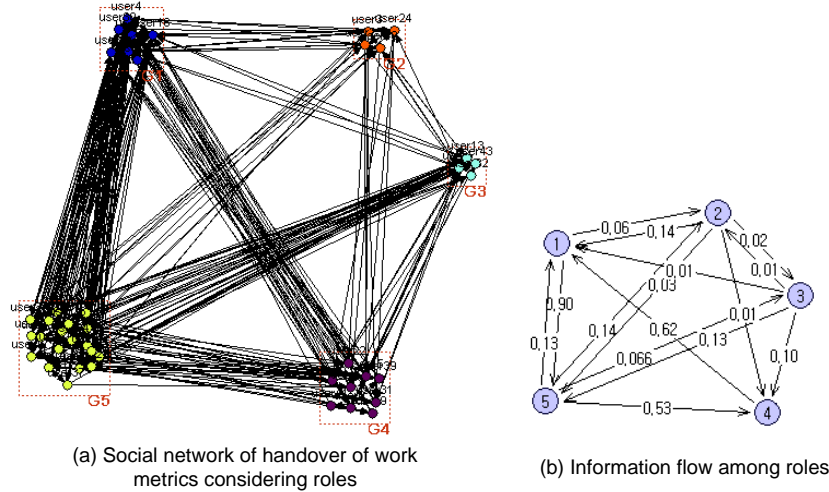 user4
user24
G1
G2
user13
user43
G3
G5
G4
1
2
3
4
5
0,06
0,14
0,02
0,01
0,01
0,03
0,90
0,13
0,14
0,62
0,01
0,066
0,13
0,10
0,53
(a) Social network of handover of work
metrics considering roles
(b) Information flow among roles